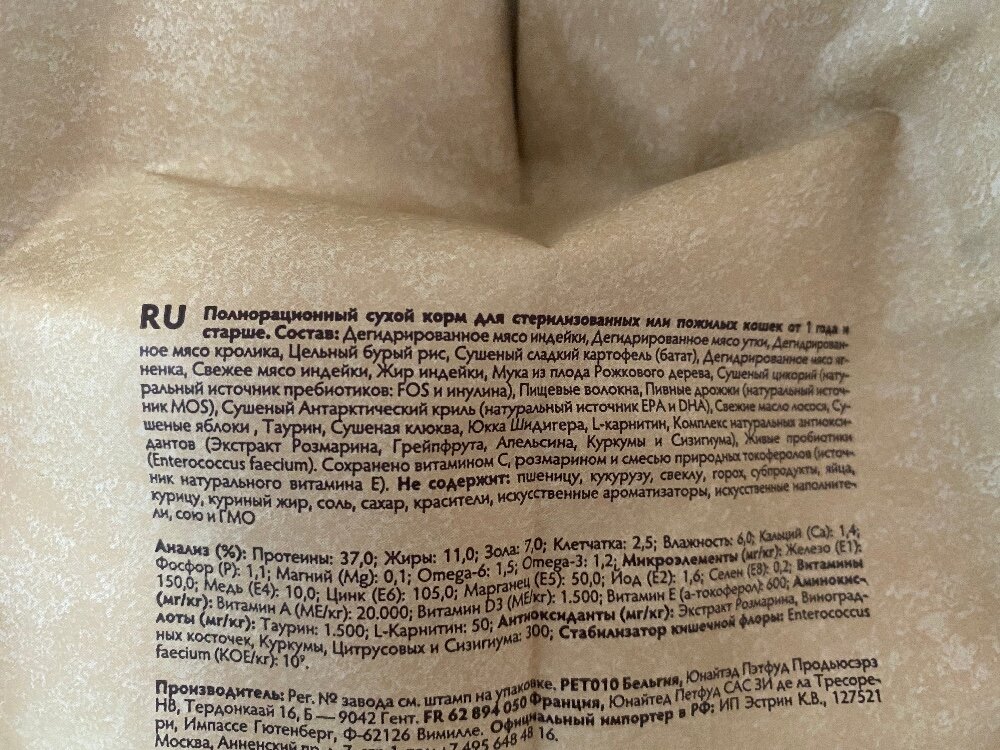 RU Полнорационный сухой корм для стерилизованных или пожилых кошек от 1 года и
старше. Состав: Дегидрированное мясо индейки, Дегидрированное мясо утки, Дегидрирован-
ное мясо кролика, Цельный бурый рис, Сушеный сладкий картофель (батат), Дегидрированное мясо яг-
ненка, Свежее мясо индейки, Жир индейки, Мука из плода Рожкового дерева, Сушеный цикорий (нату-
ральный источник пребиотиков: FOS и инулина), Пищевые волокна, Пивные дрожжи (натуральный источ-
ник MOS), Сушеный Антарктический криль (натуральный источник EPA и DHA), Свежие масло лосося, Су-
шеные яблоки , Таурин, Сушеная клюква, Юкка Шидигера, L-карнитин, Комплекс натуральных антиокси-
дантов (Экстракт Розмарина, Грейпфрута, Апельсина, Куркумы и Сизигиума), Живые пробиотики
(Enterococcus faecium). Сохранено витамином С, розмарином и смесью природных токоферолов (источ-
ник натурального витамина Е). Не содержит: пшеницу, кукурузу, свеклу, горох, субпродукты, яйца,
курицу, куриный жир, соль, сахар, красители, искусственные ароматизаторы, искусственные наполните-
ли, сою и ГМО
Анализ (%): Протеины: 37,0; Жиры: 11,0; Зола: 7,0; Клетчатка: 2,5; Влажность: 6,0; Кальций (Ca): 1,4;
Фосфор (P): 1,1; Магний (Mg): 0,1; Omega-6: 1,5; Omega-3: 1,2; Микроэлементы (мг/кг): Железо (E1):
150,0; Медь (E4): 10,0; Цинк (E6): 105,0; Марганец (E5): 50,0; Йод (E2): 1,6; Селен (E8): 0,2; Витамины
(мг/кг): Витамин А (МЕ/кг): 20.000; Витамин D3 (МЕ/кг): 1.500; Витамин Е (а-токоферол): 600; Аминокис-
лоты (мг/кг): Таурин: 1.500; L-Карнитин: 50; Антиоксиданты (мг/кг): Экстракт Розмарина, Виноград-
ных косточек, Куркумы, Цитрусовых и Сизигиума: 300; Стабилизатор кишечной флоры: Enterococcus
faecium (КОЕ/кг): 10⁹.
Производитель: Рег. № завода см. штамп на упаковке. PET010 Бельгия, Юнайтэд Пэтфуд Продьюсэрз
НВ, Тердонкаай 16, Б — 9042 Гент. FR 62 894 050 Франция, Юнайтед Петфуд САС ЗИ де ла Тресоре-
ри, Импассе Гютенберг, Ф-62126 Вимилле. Официальный импортер в РФ: ИП Эстрин К.В., 127521
Москва, Анненский 7, +7 495 648 48 16.